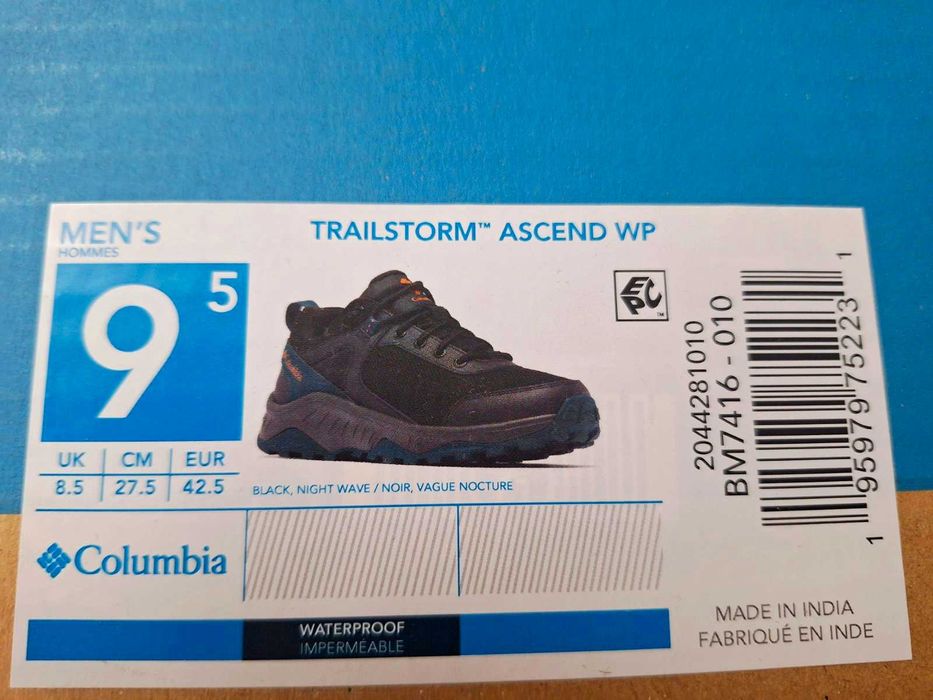 MEN'S
HOMMES
TRAILSTORM™ ASCEND WP
9 5
EPC™
UK CM EUR
8.5 27.5 42.5
BLACK, NIGHT WAVE / NOIR, VAGUE NOCTURE
Columbia
WATERPROOF
IMPERMÉABLE
2044281010
BM7416 - 010
1 95979 75223 1
MADE IN INDIA
FABRIQUÉ EN INDE